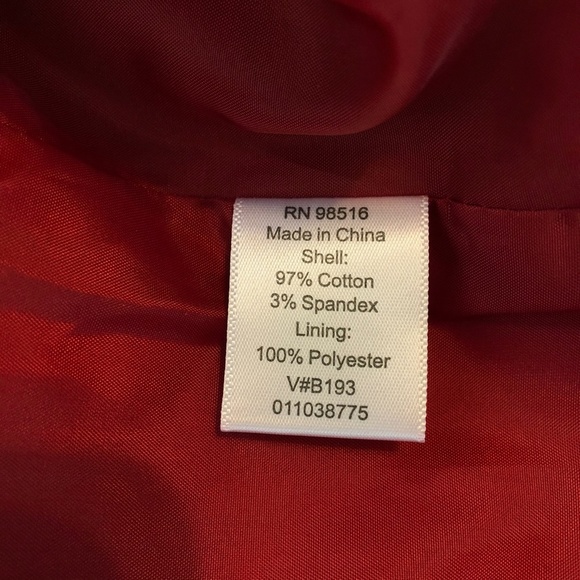 RN 98516
Made in China
Shell:
97% Cotton
3% Spandex
Lining:
100% Polyester
V#B193
011038775